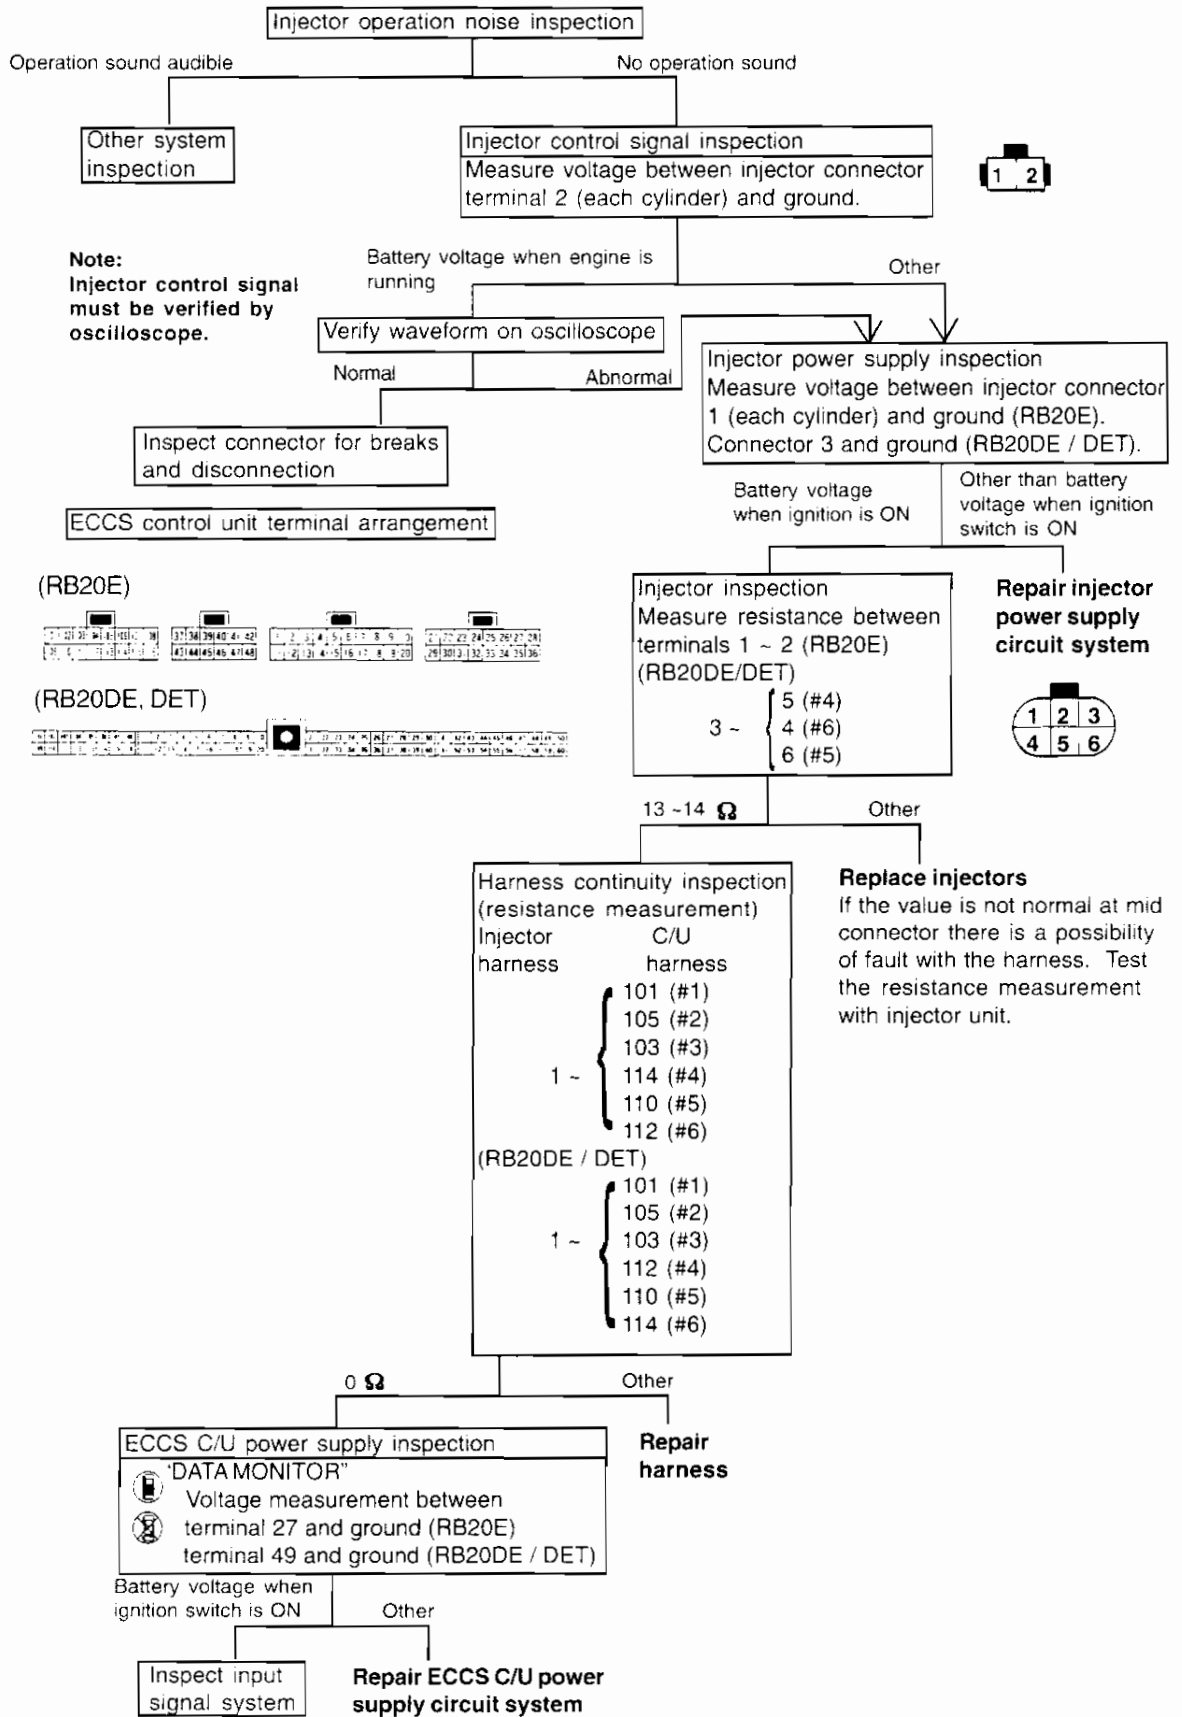 Injector operation noise inspection
Operation sound audible
No operation sound
Other system
inspection
Injector control signal inspection
Measure voltage between injector connector
terminal 2 (each cylinder) and ground.
1 2
Note:
Injector control signal
must be verified by
oscilloscope.
Battery voltage when engine is
running
Other
Verify waveform on oscilloscope
Normal
Abnormal
Injector power supply inspection
Measure voltage between injector connector
1 (each cylinder) and ground (RB20E).
Connector 3 and ground (RB20DE / DET).
Inspect connector for breaks
and disconnection
Battery voltage
when ignition is ON
Other than battery
voltage when ignition
switch is ON
ECCS control unit terminal arrangement
(RB20E)
37 38 39 40 41 42
43 44 45 46 47 48
(RB20DE, DET)
Injector inspection
Measure resistance between
terminals 1 ~ 2 (RB20E)
(RB20DE/DET)
3 ~
5 (#4)
4 (#6)
6 (#5)
Repair injector
power supply
circuit system
1 2 3
4 5 6
13 ~14 Ω
Other
Harness continuity inspection
(resistance measurement)
Injector C/U
harness harness
1 ~
101 (#1)
105 (#2)
103 (#3)
114 (#4)
110 (#5)
112 (#6)
(RB20DE / DET)
1 ~
101 (#1)
105 (#2)
103 (#3)
112 (#4)
110 (#5)
114 (#6)
Replace injectors
If the value is not normal at mid
connector there is a possibility
of fault with the harness. Test
the resistance measurement
with injector unit.
0 Ω
Other
ECCS C/U power supply inspection
'DATA MONITOR"
Voltage measurement between
terminal 27 and ground (RB20E)
terminal 49 and ground (RB20DE / DET)
Repair
harness
Battery voltage when
ignition switch is ON
Other
Inspect input
signal system
Repair ECCS C/U power
supply circuit system